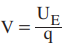 V = U_E / q